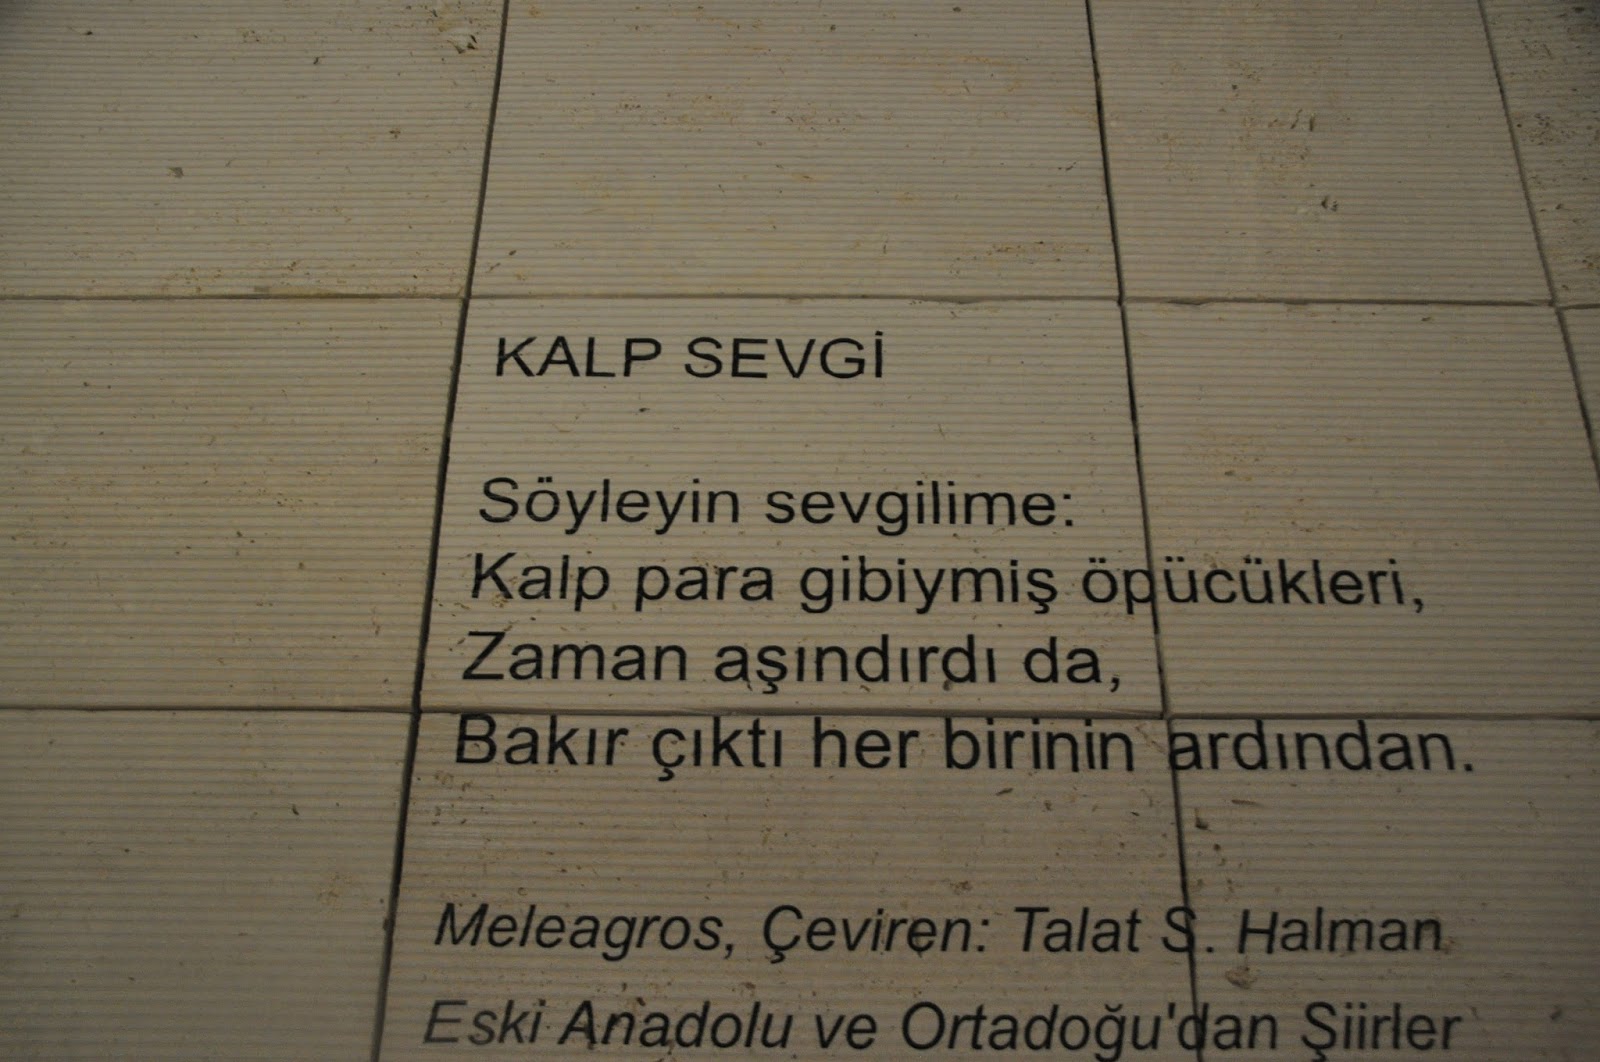 KALP SEVGİ
Söyleyin sevgilime:
Kalp para gibiymiş öpücükleri,
Zaman aşındırdı da,
Bakır çıktı her birinin ardından.
Meleagros, Çeviren: Talat S. Halman
Eski Anadolu ve Ortadoğu'dan Şiirler